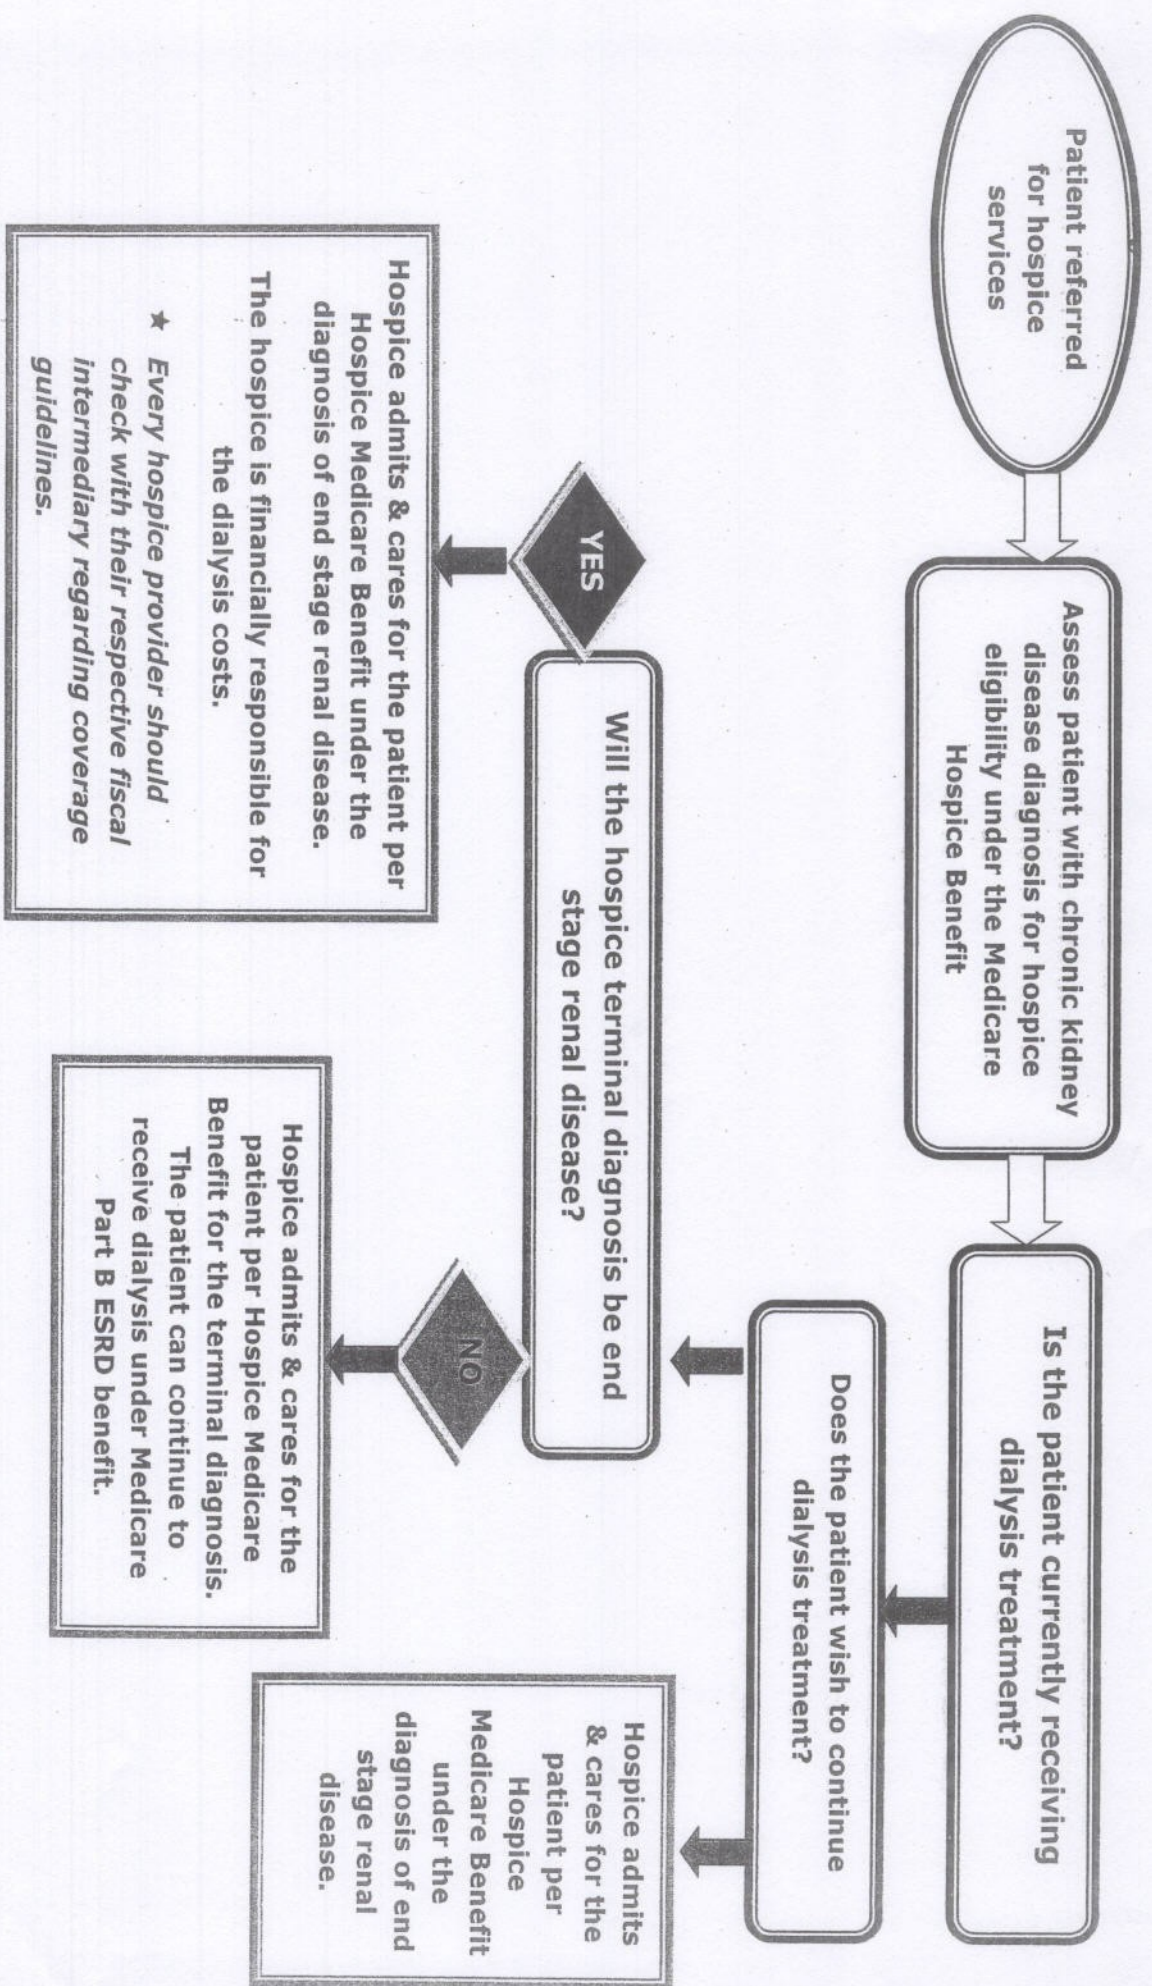 Patient referred
for hospice
services
Assess patient with chronic kidney
disease diagnosis for hospice
eligibility under the Medicare
Hospice Benefit
Is the patient currently receiving
dialysis treatment?
Does the patient wish to continue
dialysis treatment?
Will the hospice terminal diagnosis be end
stage renal disease?
YES
NO
Hospice admits & cares for the patient per
Hospice Medicare Benefit under the
diagnosis of end stage renal disease.
The hospice is financially responsible for
the dialysis costs.
★ Every hospice provider should
check with their respective fiscal
intermediary regarding coverage
guidelines.
Hospice admits & cares for the
patient per Hospice Medicare
Benefit for the terminal diagnosis.
The patient can continue to
receive dialysis under Medicare
Part B ESRD benefit.
Hospice admits
& cares for the
patient per
Hospice
Medicare Benefit
under the
diagnosis of end
stage renal
disease.